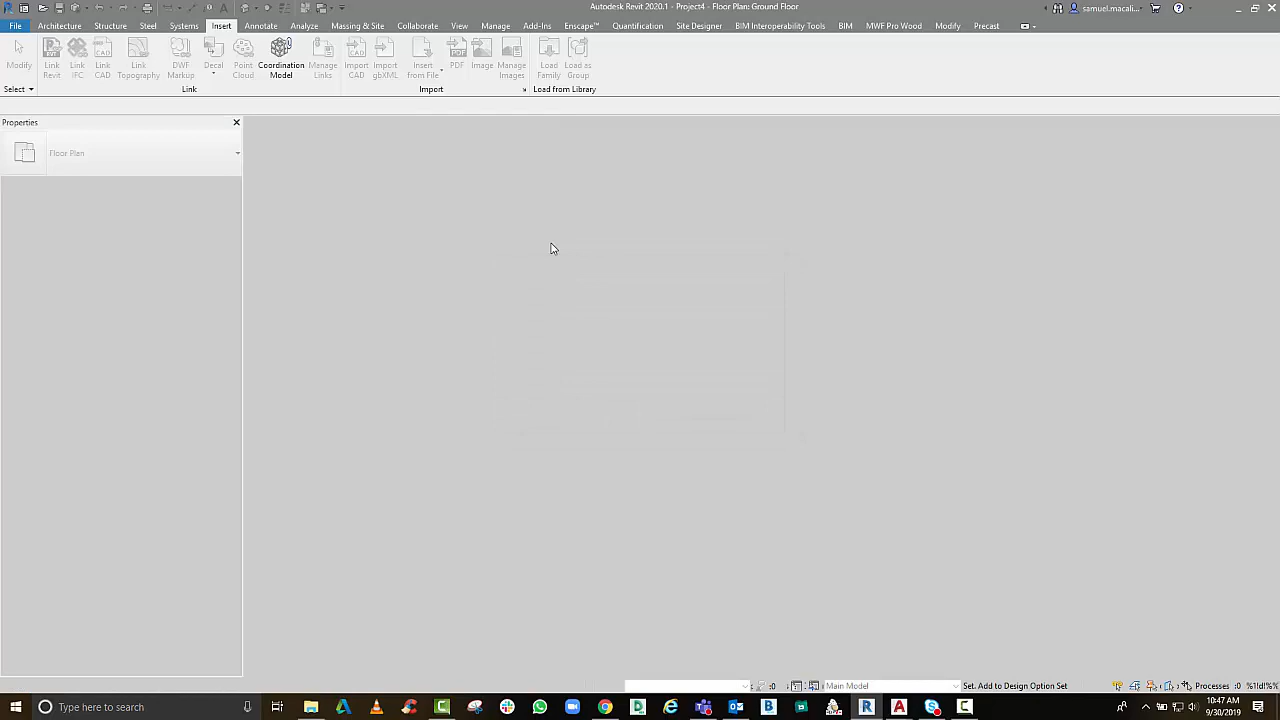 Autodesk Revit 2020.1 - Project4 - Floor Plan: Ground Floor
samuel.macali...
File Architecture Structure Steel Systems Insert Annotate Analyze Massing & Site Collaborate View Manage Add-Ins Enscape™ Quantification Site Designer BIM Interoperability Tools BIM MWF Pro Wood Modify Precast
Modify Link Link Link Link DWF Decal Point Coordination Manage Import Import Insert PDF Image Manage Load Load as
Revit IFC CAD Topography Markup Cloud Model Links CAD gbXML from File Images Family Group
Select Link Import Load from Library
Properties
Floor Plan
:0 Main Model Set. Add to Design Option Set Processes :0
Type here to search
10:47 AM
9/30/2019